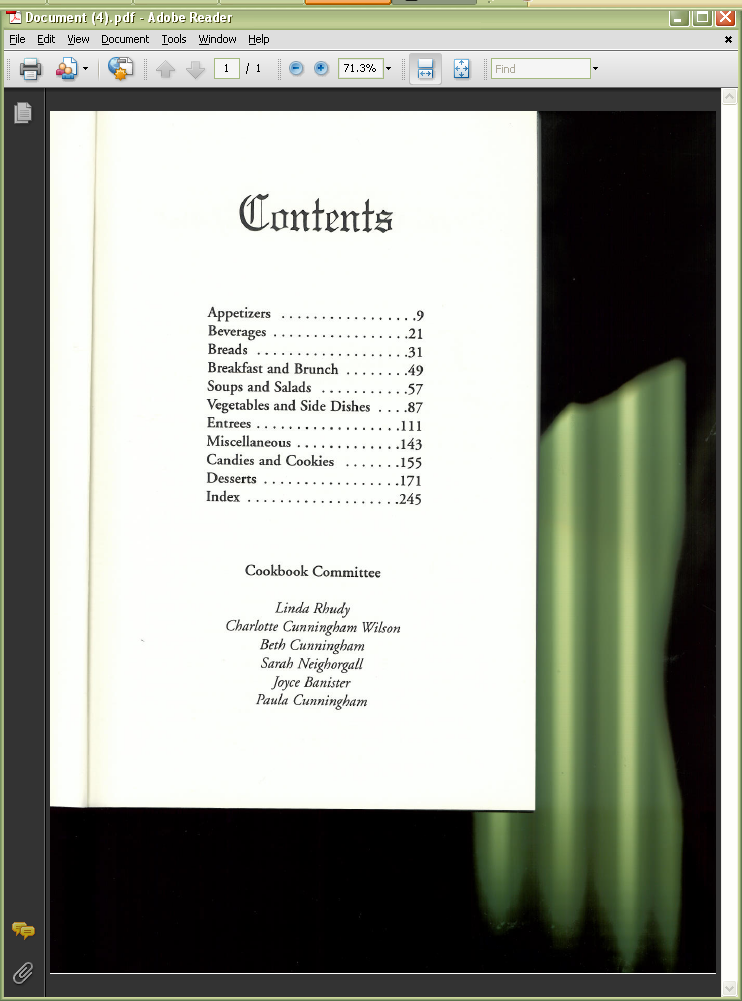 Document (4).pdf - Adobe Reader
File Edit View Document Tools Window Help
1 / 1 71.3% Find
Contents
Appetizers . . . . . . . . . . . . . . . . .9
Beverages . . . . . . . . . . . . . . . . .21
Breads . . . . . . . . . . . . . . . . . . .31
Breakfast and Brunch . . . . . . . .49
Soups and Salads . . . . . . . . . . .57
Vegetables and Side Dishes . . . .87
Entrees . . . . . . . . . . . . . . . . . .111
Miscellaneous . . . . . . . . . . . . .143
Candies and Cookies . . . . . . .155
Desserts . . . . . . . . . . . . . . . . .171
Index . . . . . . . . . . . . . . . . . . .245
Cookbook Committee
Linda Rhudy
Charlotte Cunningham Wilson
Beth Cunningham
Sarah Neighorgall
Joyce Banister
Paula Cunningham